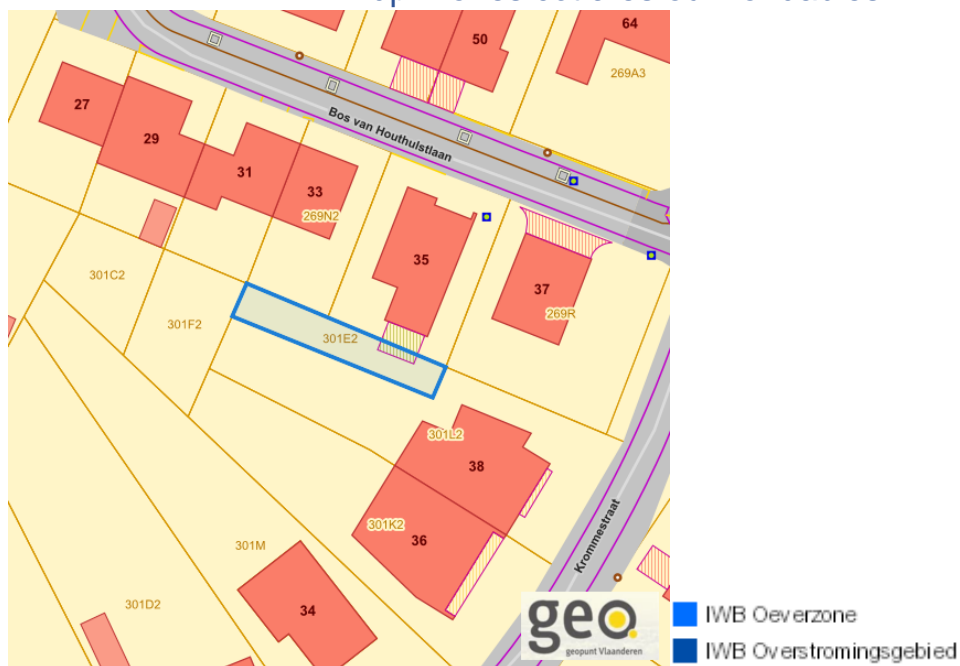 50
64
269A3
27
29
Bos van Houthulstlaan
31
33
269N2
35
37
269R
301C2
301F2
301E2
301L2
38
301K2
36
Krommestraat
301M
301D2
34
geo.
geopunt Vlaanderen
IWB Oeverzone
IWB Overstromingsgebied